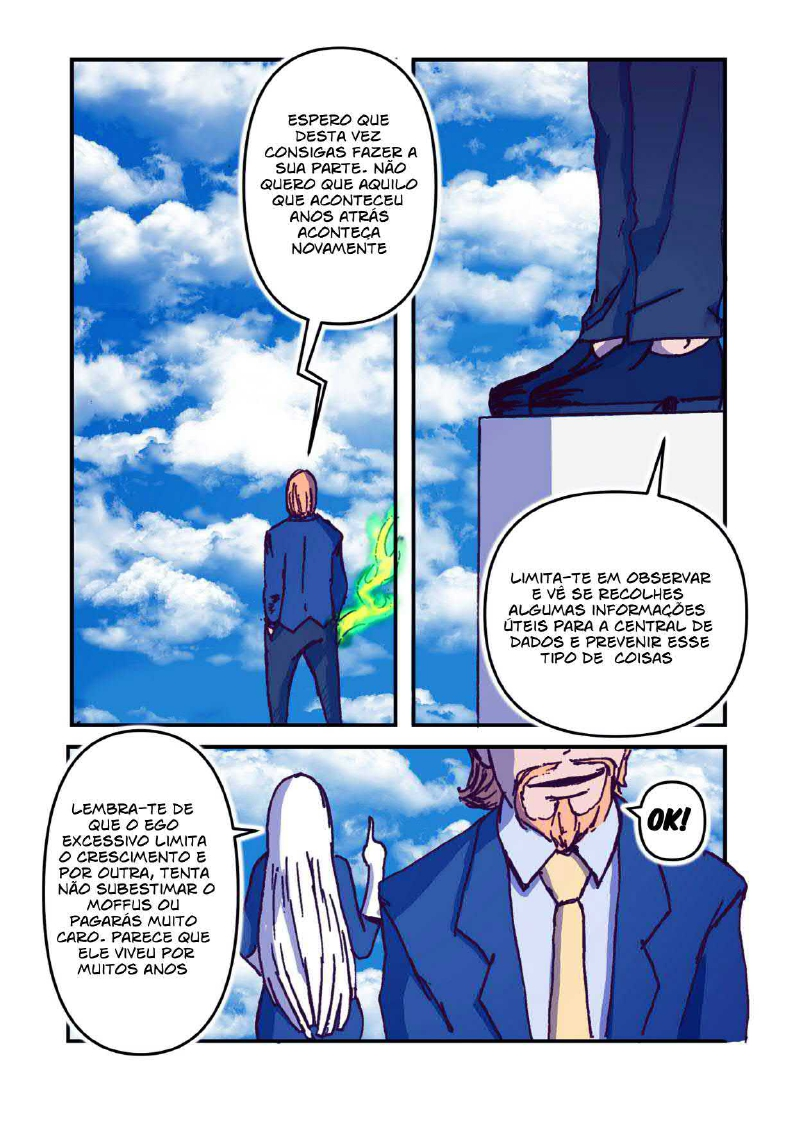 ESPERO QUE
DESTA VEZ
CONSIGAS FAZER A
SUA PARTE. NÃO
QUERO QUE AQUILO
QUE ACONTECEU
ANOS ATRÁS
ACONTEÇA
NOVAMENTE
LIMITA-TE EM OBSERVAR
E VÊ SE RECOLHES
ALGUMAS INFORMAÇÕES
ÚTEIS PARA A CENTRAL DE
DADOS E PREVENIR ESSE
TIPO DE COISAS
LEMBRA-TE DE
QUE O EGO
EXCESSIVO LIMITA
O CRESCIMENTO E
POR OUTRA, TENTA
NÃO SUBESTIMAR O
MOFFUS OU
PAGARÁS MUITO
CARO. PARECE QUE
ELE VIVEU POR
MUITOS ANOS
OK!